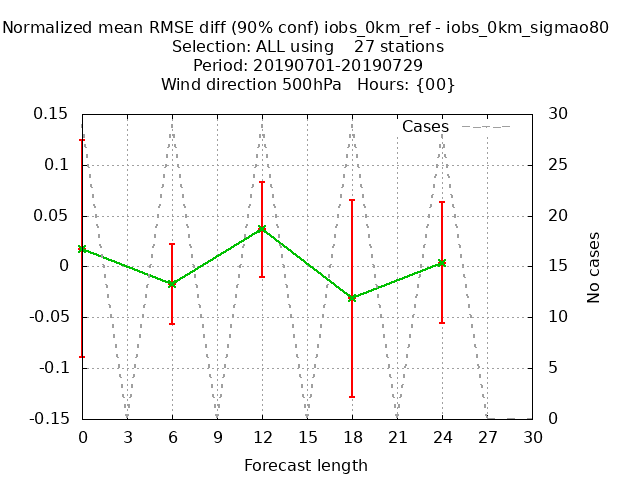 Normalized mean RMSE diff (90% conf) iobs_0km_ref - iobs_0km_sigmao80
Selection: ALL using    27 stations
Period: 20190701-20190729
Wind direction 500hPa   Hours: {00}
0.15
0.1
0.05
0
-0.05
-0.1
-0.15
Cases
30
25
20
15
10
5
0
No cases
0 3 6 9 12 15 18 21 24 27 30
Forecast length